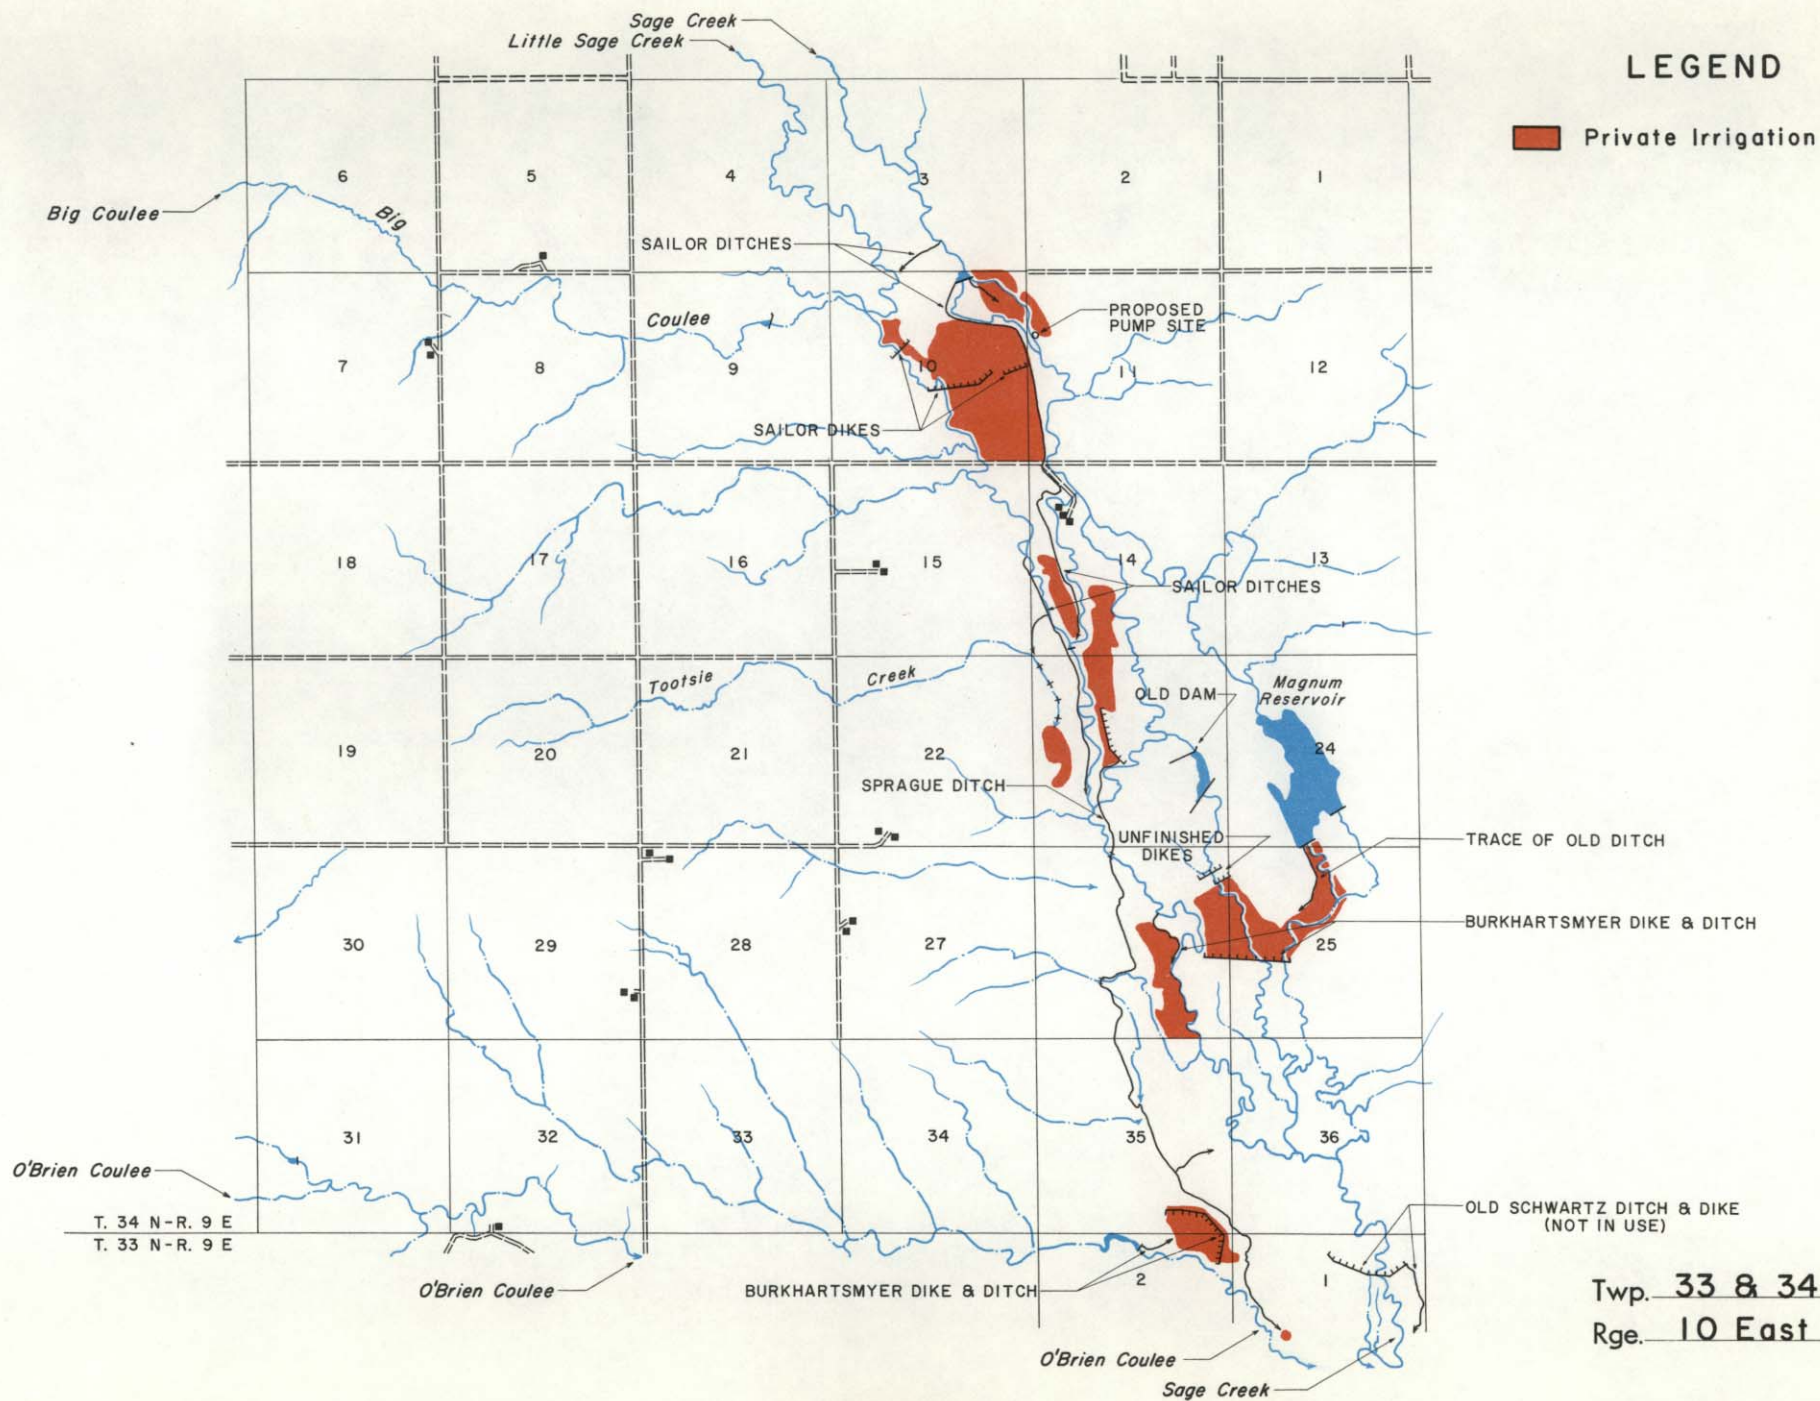 Sage Creek
Little Sage Creek
LEGEND
Private Irrigation
6
5
4
3
2
1
Big Coulee
Big
SAILOR DITCHES
Coulee
PROPOSED
PUMP SITE
7
8
9
10
11
12
SAILOR DIKES
18
17
16
15
14
13
SAILOR DITCHES
Tootsie
Creek
OLD DAM
Magnum
Reservoir
19
20
21
22
24
SPRAGUE DITCH
UNFINISHED
DIKES
TRACE OF OLD DITCH
BURKHARTSMYER DIKE & DITCH
30
29
28
27
25
31
32
33
34
35
36
O'Brien Coulee
T. 34 N-R. 9 E
T. 33 N-R. 9 E
OLD SCHWARTZ DITCH & DIKE
(NOT IN USE)
O'Brien Coulee
BURKHARTSMYER DIKE & DITCH
2
1
Twp. 33 & 34
Rge. 10 East
O'Brien Coulee
Sage Creek